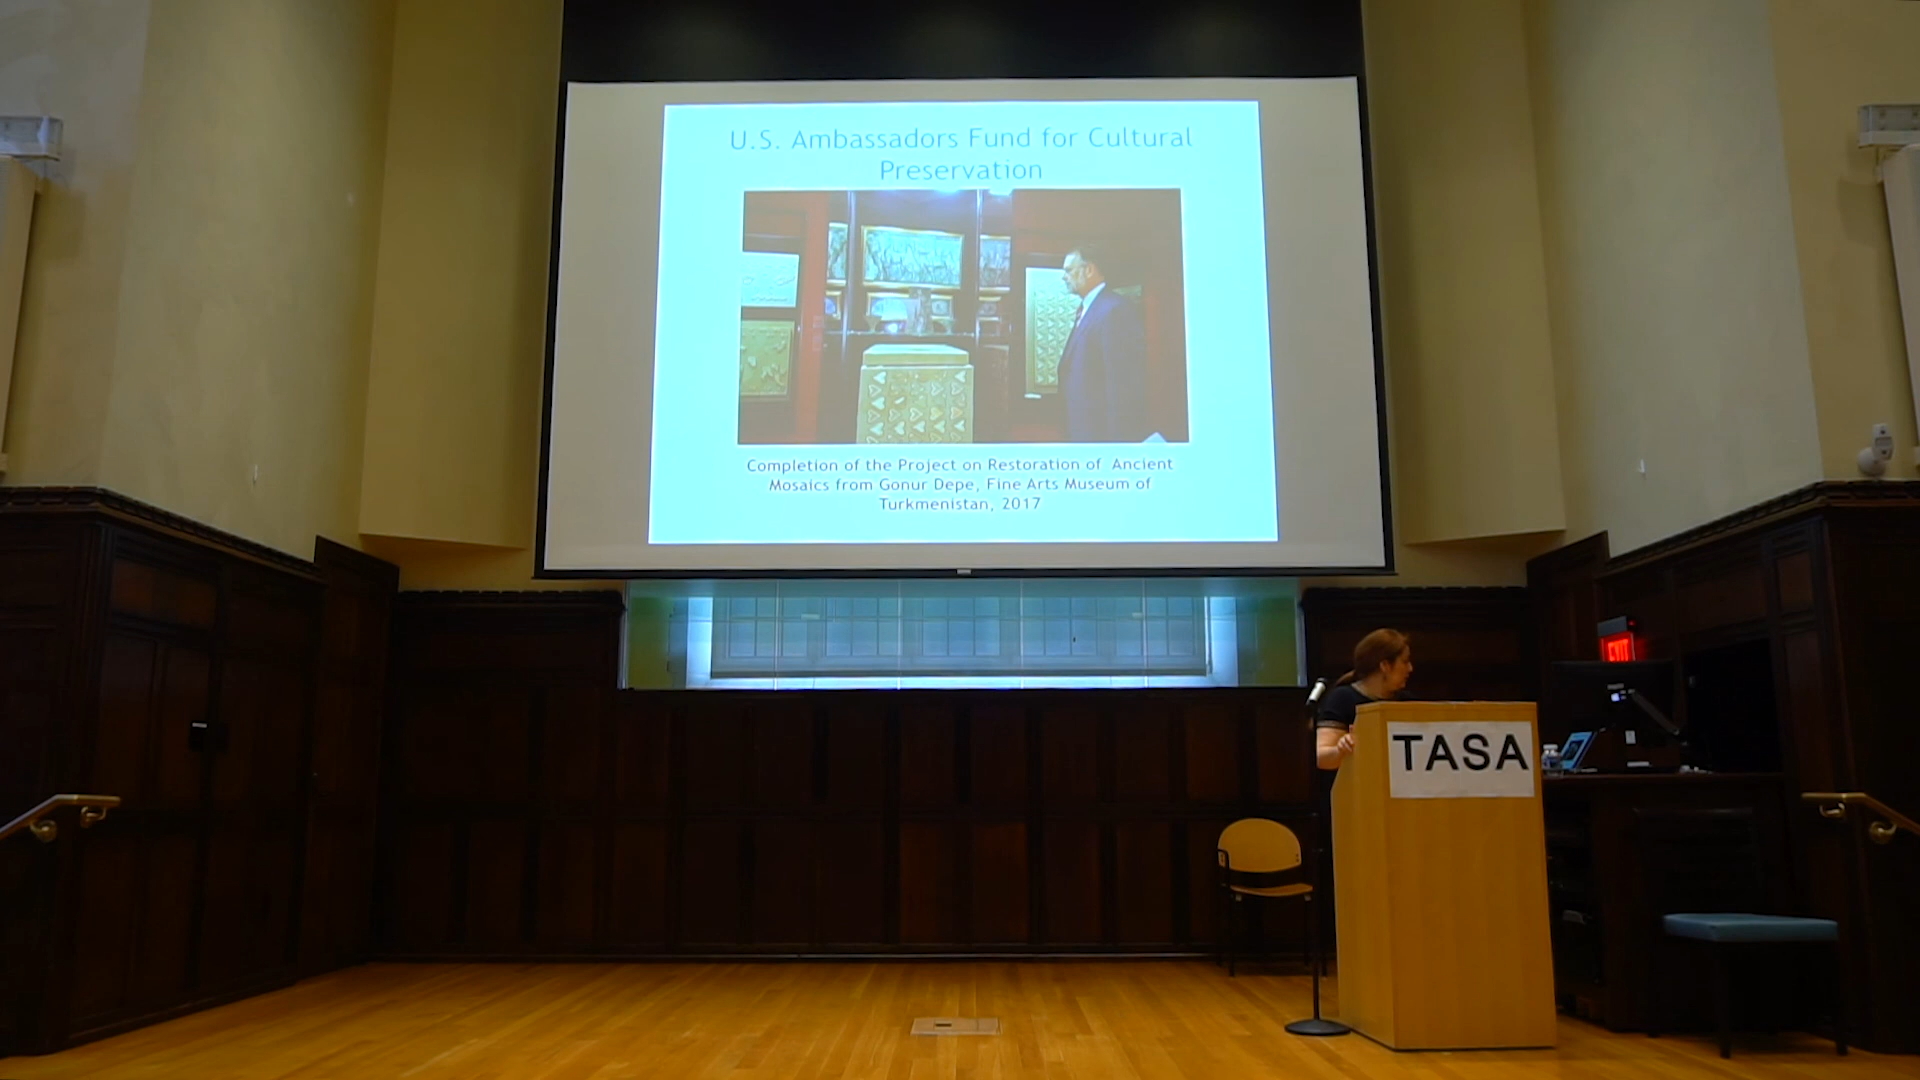 U.S. Ambassadors Fund for Cultural
Preservation
Completion of the Project on Restoration of Ancient
Mosaics from Gonur Depe, Fine Arts Museum of
Turkmenistan, 2017
EXIT
TASA